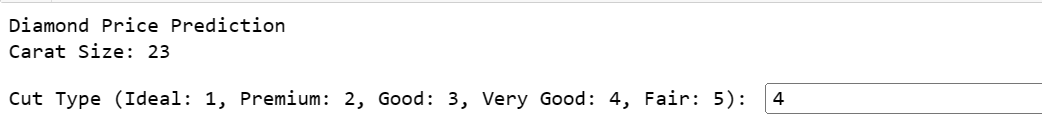 Diamond Price Prediction
Carat Size: 23
Cut Type (Ideal: 1, Premium: 2, Good: 3, Very Good: 4, Fair: 5): 4